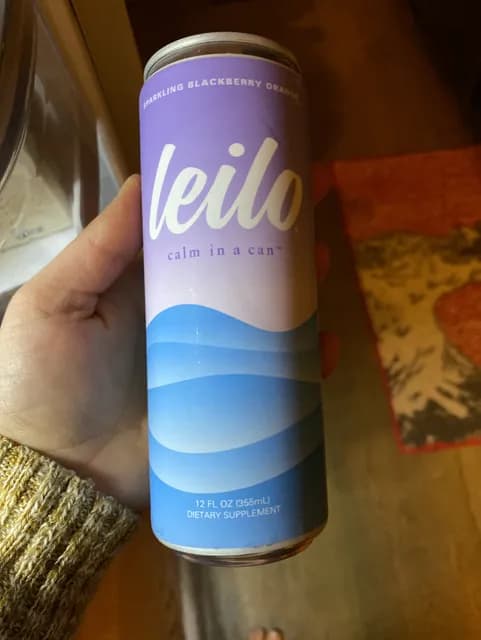 SPARKLING BLACKBERRY ORANGE
leilo
calm in a can™
12 FL OZ (355mL)
DIETARY SUPPLEMENT